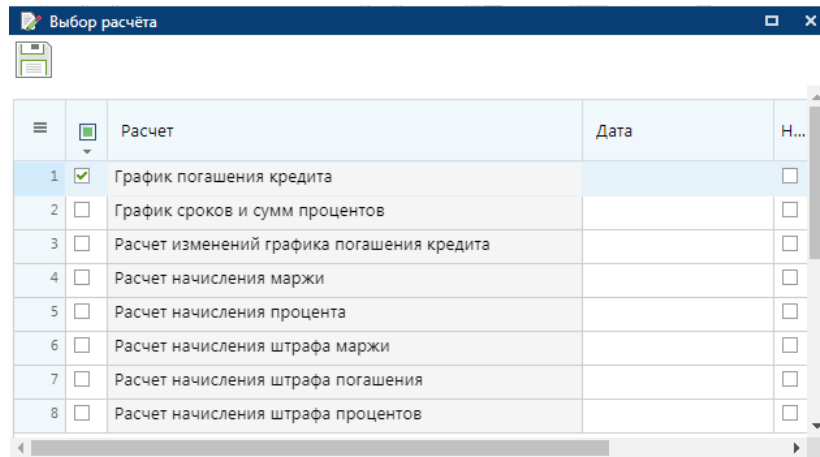 Выбор расчёта
Расчет Дата Н...
1 График погашения кредита
2 График сроков и сумм процентов
3 Расчет изменений графика погашения кредита
4 Расчет начисления маржи
5 Расчет начисления процента
6 Расчет начисления штрафа маржи
7 Расчет начисления штрафа погашения
8 Расчет начисления штрафа процентов